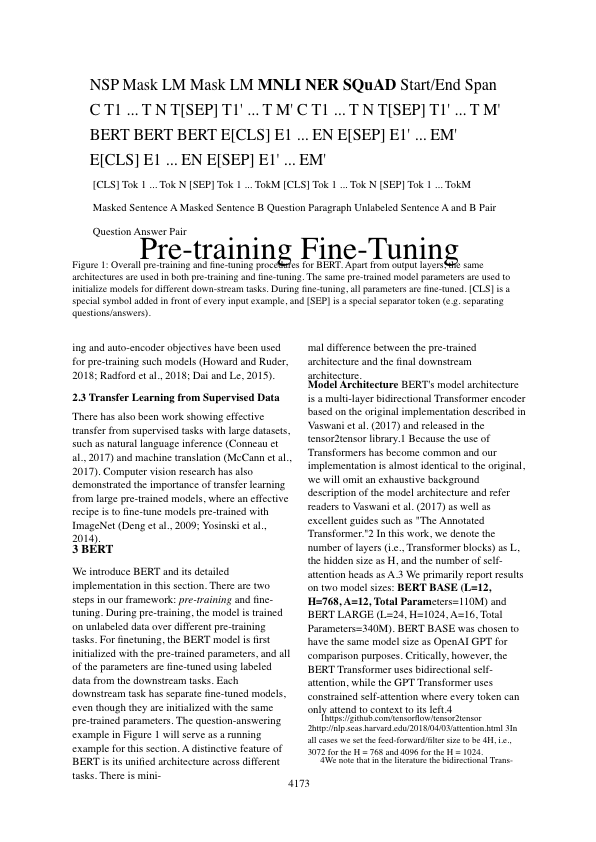 NSP Mask LM Mask LM MNLI NER SQuAD Start/End Span
C T1 ... T N T[SEP] T1' ... T M' C T1 ... T N T[SEP] T1' ... T M'
BERT BERT BERT E[CLS] E1 ... EN E[SEP] E1' ... EM'
E[CLS] E1 ... EN E[SEP] E1' ... EM'
[CLS] Tok 1 ... Tok N [SEP] Tok 1 ... TokM [CLS] Tok 1 ... Tok N [SEP] Tok 1 ... TokM
Masked Sentence A Masked Sentence B Question Paragraph Unlabeled Sentence A and B Pair
Question Answer Pair
Pre-training Fine-Tuning
Figure 1: Overall pre-training and fine-tuning procedures for BERT. Apart from output layers, the same
architectures are used in both pre-training and fine-tuning. The same pre-trained model parameters are used to
initialize models for different down-stream tasks. During fine-tuning, all parameters are fine-tuned. [CLS] is a
special symbol added in front of every input example, and [SEP] is a special separator token (e.g. separating
questions/answers).
ing and auto-encoder objectives have been used
for pre-training such models (Howard and Ruder,
2018; Radford et al., 2018; Dai and Le, 2015).
2.3 Transfer Learning from Supervised Data
There has also been work showing effective
transfer from supervised tasks with large datasets,
such as natural language inference (Conneau et
al., 2017) and machine translation (McCann et al.,
2017). Computer vision research has also
demonstrated the importance of transfer learning
from large pre-trained models, where an effective
recipe is to fine-tune models pre-trained with
ImageNet (Deng et al., 2009; Yosinski et al.,
2014).
3 BERT
We introduce BERT and its detailed
implementation in this section. There are two
steps in our framework: pre-training and fine-
tuning. During pre-training, the model is trained
on unlabeled data over different pre-training
tasks. For finetuning, the BERT model is first
initialized with the pre-trained parameters, and all
of the parameters are fine-tuned using labeled
data from the downstream tasks. Each
downstream task has separate fine-tuned models,
even though they are initialized with the same
pre-trained parameters. The question-answering
example in Figure 1 will serve as a running
example for this section. A distinctive feature of
BERT is its unified architecture across different
tasks. There is mini-
mal difference between the pre-trained
architecture and the final downstream
architecture.
Model Architecture BERT's model architecture
is a multi-layer bidirectional Transformer encoder
based on the original implementation described in
Vaswani et al. (2017) and released in the
tensor2tensor library.1 Because the use of
Transformers has become common and our
implementation is almost identical to the original,
we will omit an exhaustive background
description of the model architecture and refer
readers to Vaswani et al. (2017) as well as
excellent guides such as "The Annotated
Transformer."2 In this work, we denote the
number of layers (i.e., Transformer blocks) as L,
the hidden size as H, and the number of self-
attention heads as A.3 We primarily report results
on two model sizes: BERT BASE (L=12,
H=768, A=12, Total Parameters=110M) and
BERT LARGE (L=24, H=1024, A=16, Total
Parameters=340M). BERT BASE was chosen to
have the same model size as OpenAI GPT for
comparison purposes. Critically, however, the
BERT Transformer uses bidirectional self-
attention, while the GPT Transformer uses
constrained self-attention where every token can
only attend to context to its left.4
1https://github.com/tensorflow/tensor2tensor
2http://nlp.seas.harvard.edu/2018/04/03/attention.html 3In
all cases we set the feed-forward/filter size to be 4H, i.e.,
3072 for the H = 768 and 4096 for the H = 1024.
4We note that in the literature the bidirectional Trans-
4173